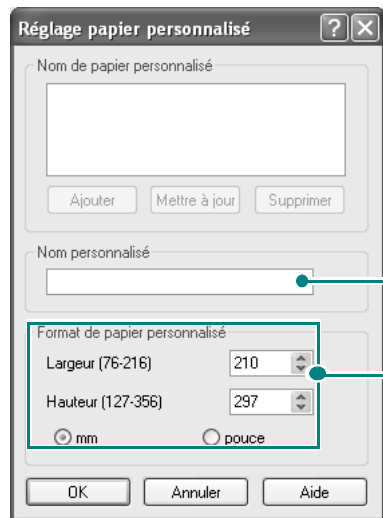 Réglage papier personnalisé
Nom de papier personnalisé
Ajouter Mettre à jour Supprimer
Nom personnalisé
Format de papier personnalisé
Largeur (76-216) 210
Hauteur (127-356) 297
mm pouce
OK Annuler Aide